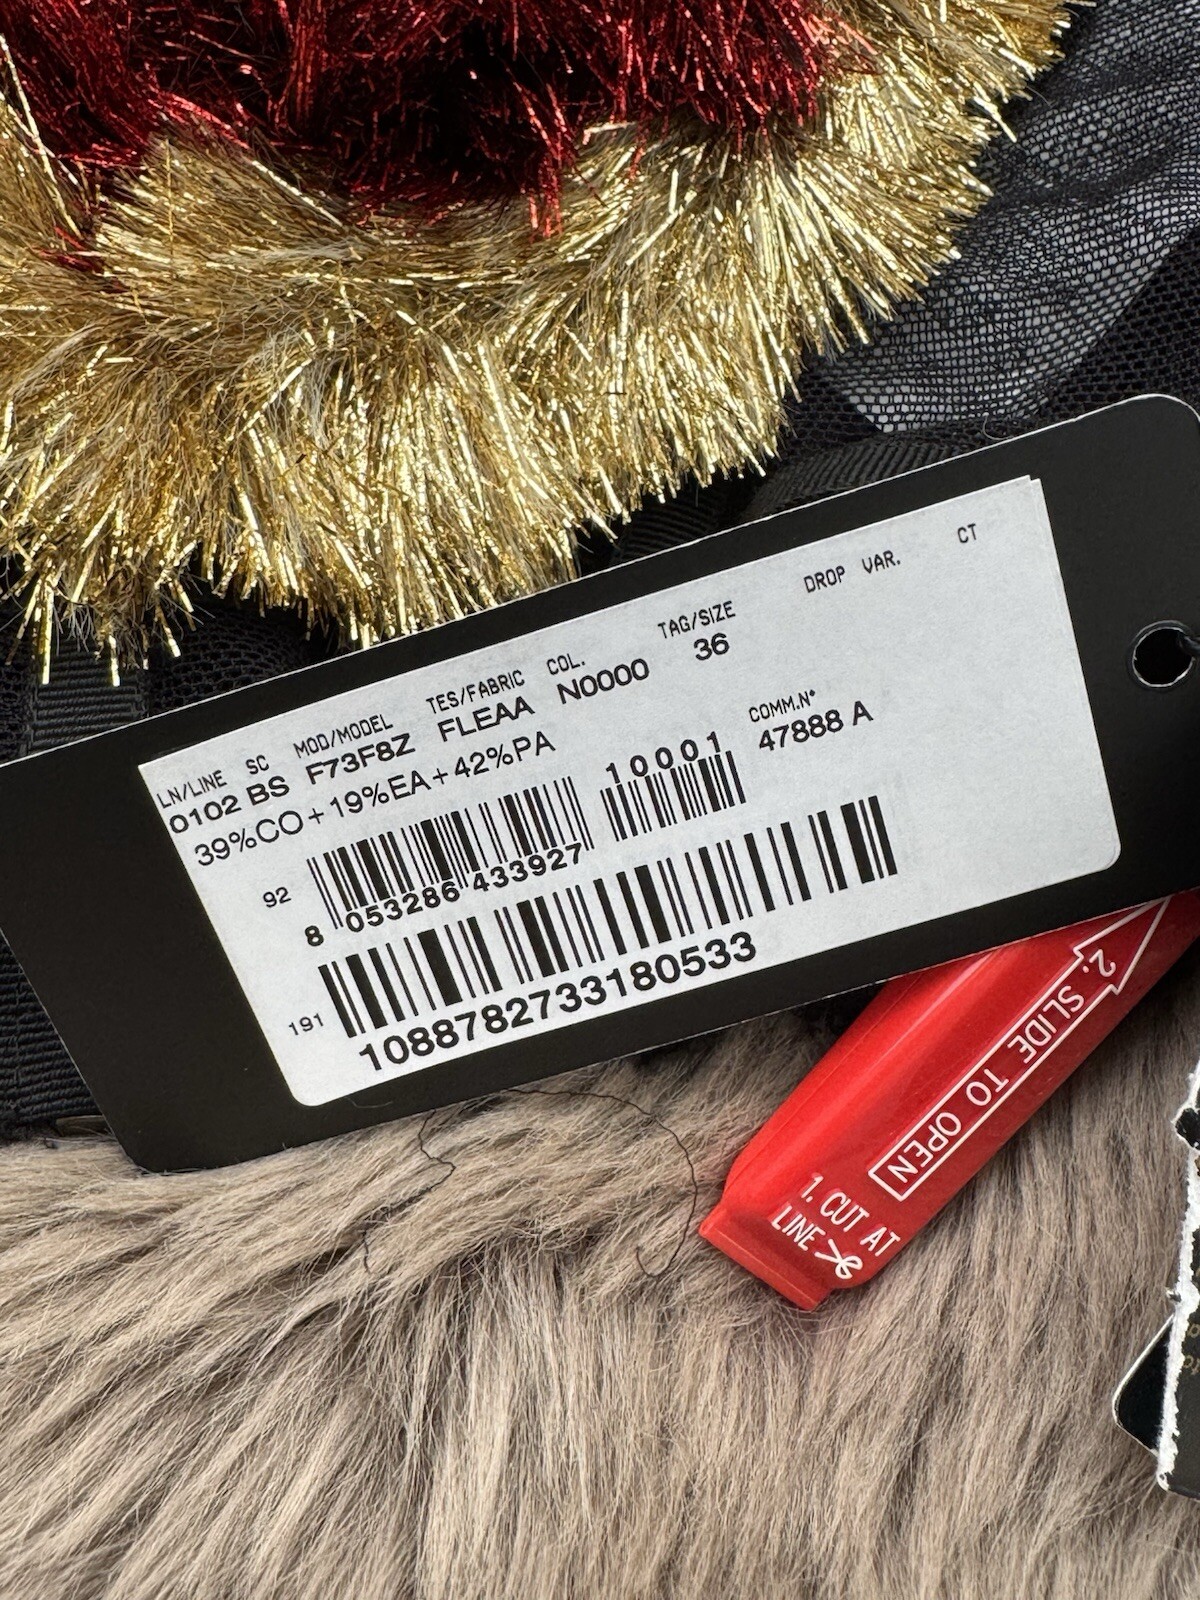 LN/LINE SC MOD/MODEL TES/FABRIC COL. TAG/SIZE DROP VAR. CT
0102 BS F73F8Z FLEAA N0000 36
39%CO+19%EA+42%PA
COMM.N°
47888 A
10001
92
8 053286 433927
191
1088782733180533
2. SLIDE TO OPEN
1. CUT AT
LINE